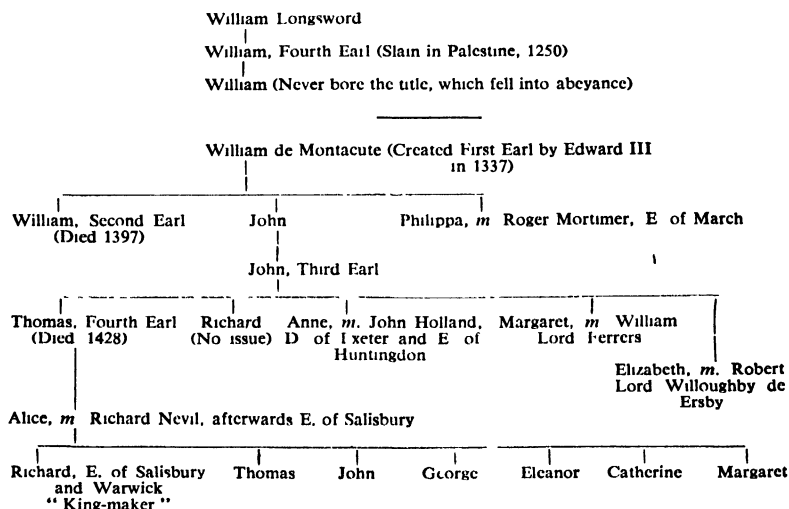 William Longsword
William, Fourth Earl (Slain in Palestine, 1250)
William (Never bore the title, which fell into abeyance)
William de Montacute (Created First Earl by Edward III
in 1337)
William, Second Earl John Philippa, m Roger Mortimer, E of March
(Died 1397)
John, Third Earl
Thomas, Fourth Earl Richard Anne, m. John Holland, Margaret, m William
(Died 1428) (No issue) D of Exeter and E of Lord Ferrers
Huntingdon
Elizabeth, m. Robert
Lord Willoughby de
Ersby
Alice, m Richard Nevil, afterwards E. of Salisbury
Richard, E. of Salisbury Thomas John George Eleanor Catherine Margaret
and Warwick
“ King-maker ”